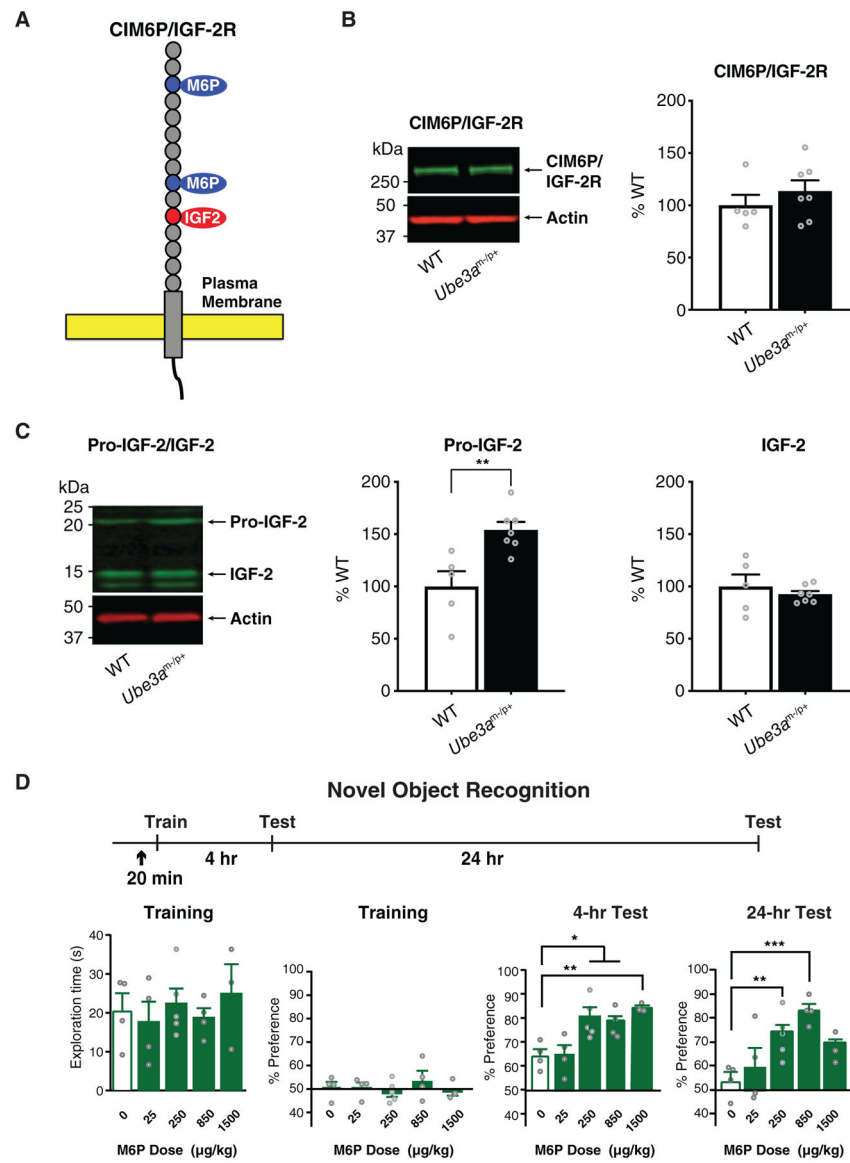 A
CIM6P/IGF-2R
M6P
M6P
IGF2
Plasma
Membrane
B
CIM6P/IGF-2R
kDa
250
50
37
CIM6P/
IGF-2R
Actin
WT
Ube3a^m-/p+
CIM6P/IGF-2R
% WT
200
150
100
50
0
WT
Ube3a^m-/p+
C
Pro-IGF-2/IGF-2
kDa
25
20
15
50
37
Pro-IGF-2
IGF-2
Actin
WT
Ube3a^m-/p+
Pro-IGF-2
**
% WT
200
150
100
50
0
WT
Ube3a^m-/p+
IGF-2
% WT
200
150
100
50
0
WT
Ube3a^m-/p+
D
Novel Object Recognition
Train
Test
Test
4 hr
24 hr
20 min
Training
Exploration time (s)
40
30
20
10
0
0 25 250 850 1500
M6P Dose (µg/kg)
Training
% Preference
100
90
80
70
60
50
40
0 25 250 850 1500
M6P Dose (µg/kg)
4-hr Test
*
**
% Preference
100
90
80
70
60
50
40
0 25 250 850 1500
M6P Dose (µg/kg)
24-hr Test
***
**
% Preference
100
90
80
70
60
50
40
0 25 250 850 1500
M6P Dose (µg/kg)